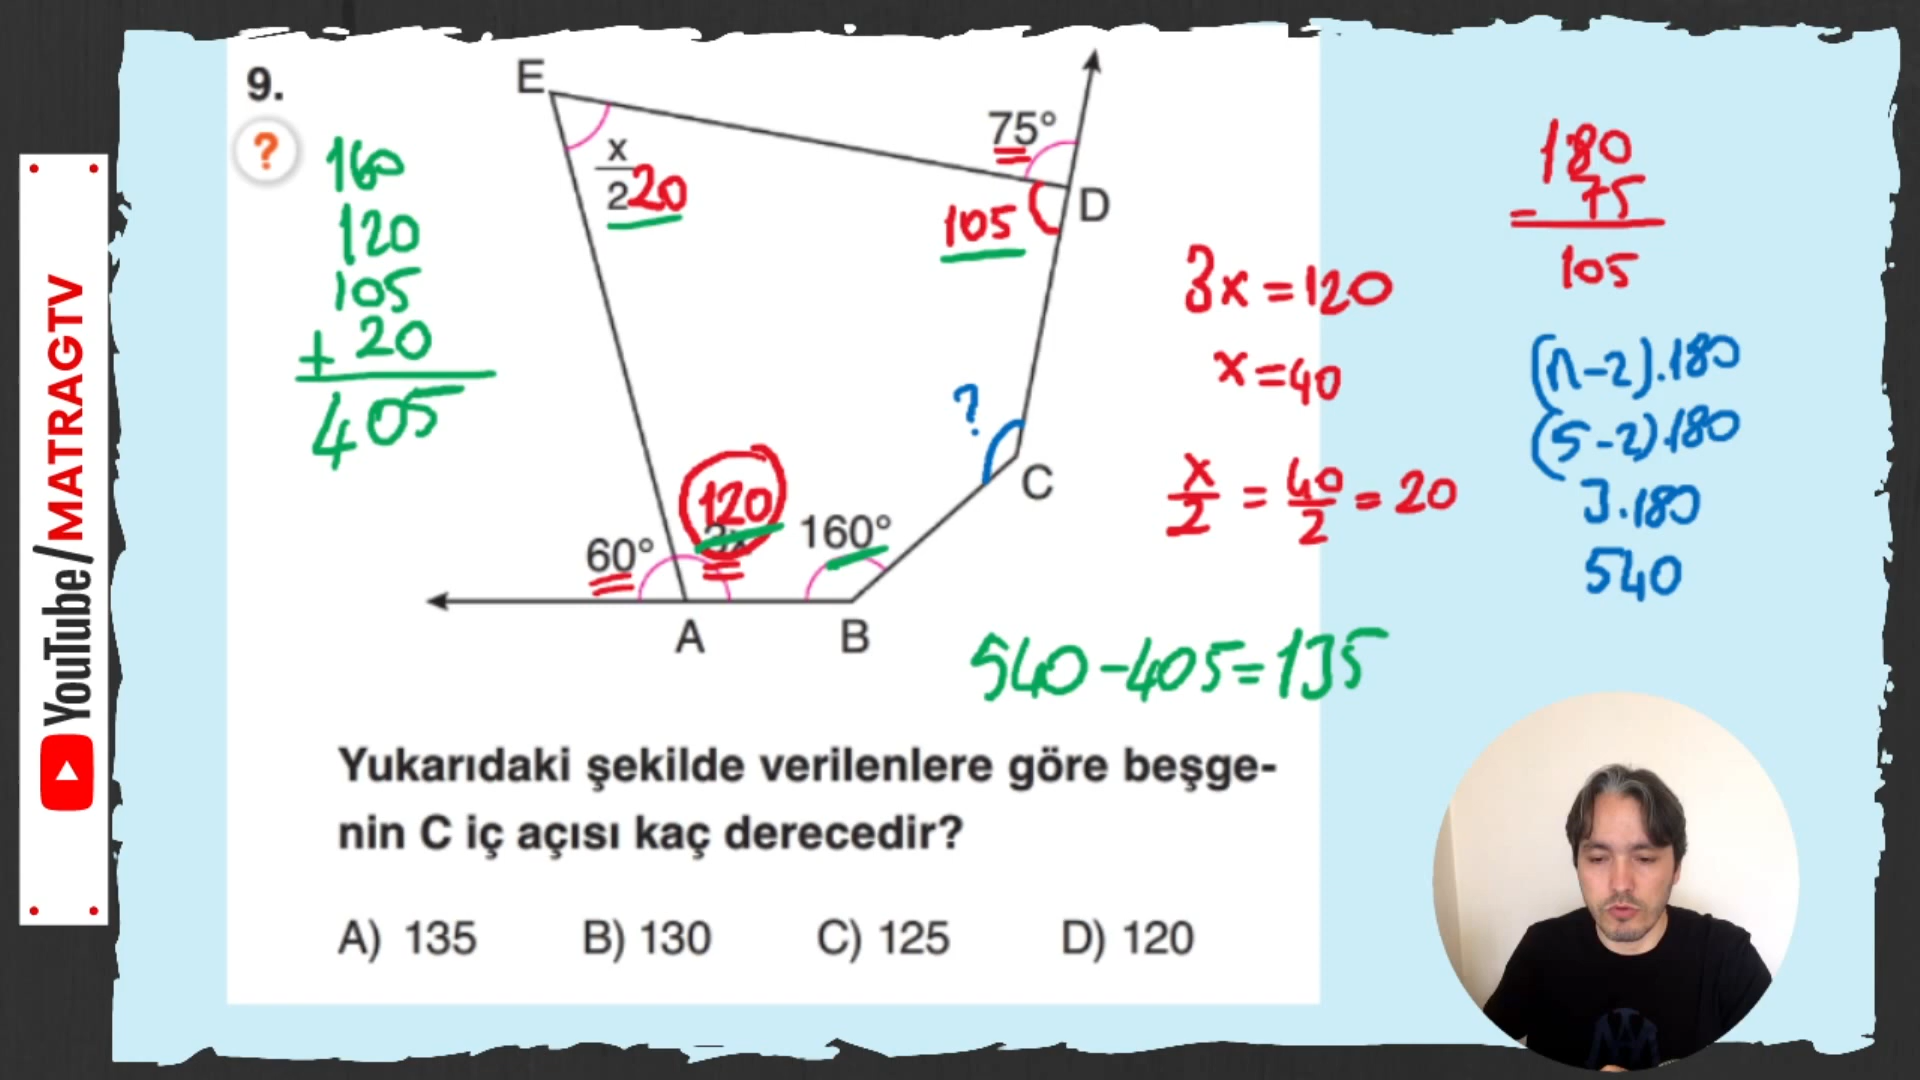 YouTube/MATRAGTV
9.
?
160
120
105
+ 20
405
E
x
2
20
75°
D
105
?
C
120
3x
60°
160°
A
B
180
- 75
105
3x=120
x=40
x/2 = 40/2 = 20
(n-2).180
(5-2).180
3.180
540
540-405=135
Yukarıdaki şekilde verilenlere göre beşge-
nin C iç açısı kaç derecedir?
A) 135 B) 130 C) 125 D) 120